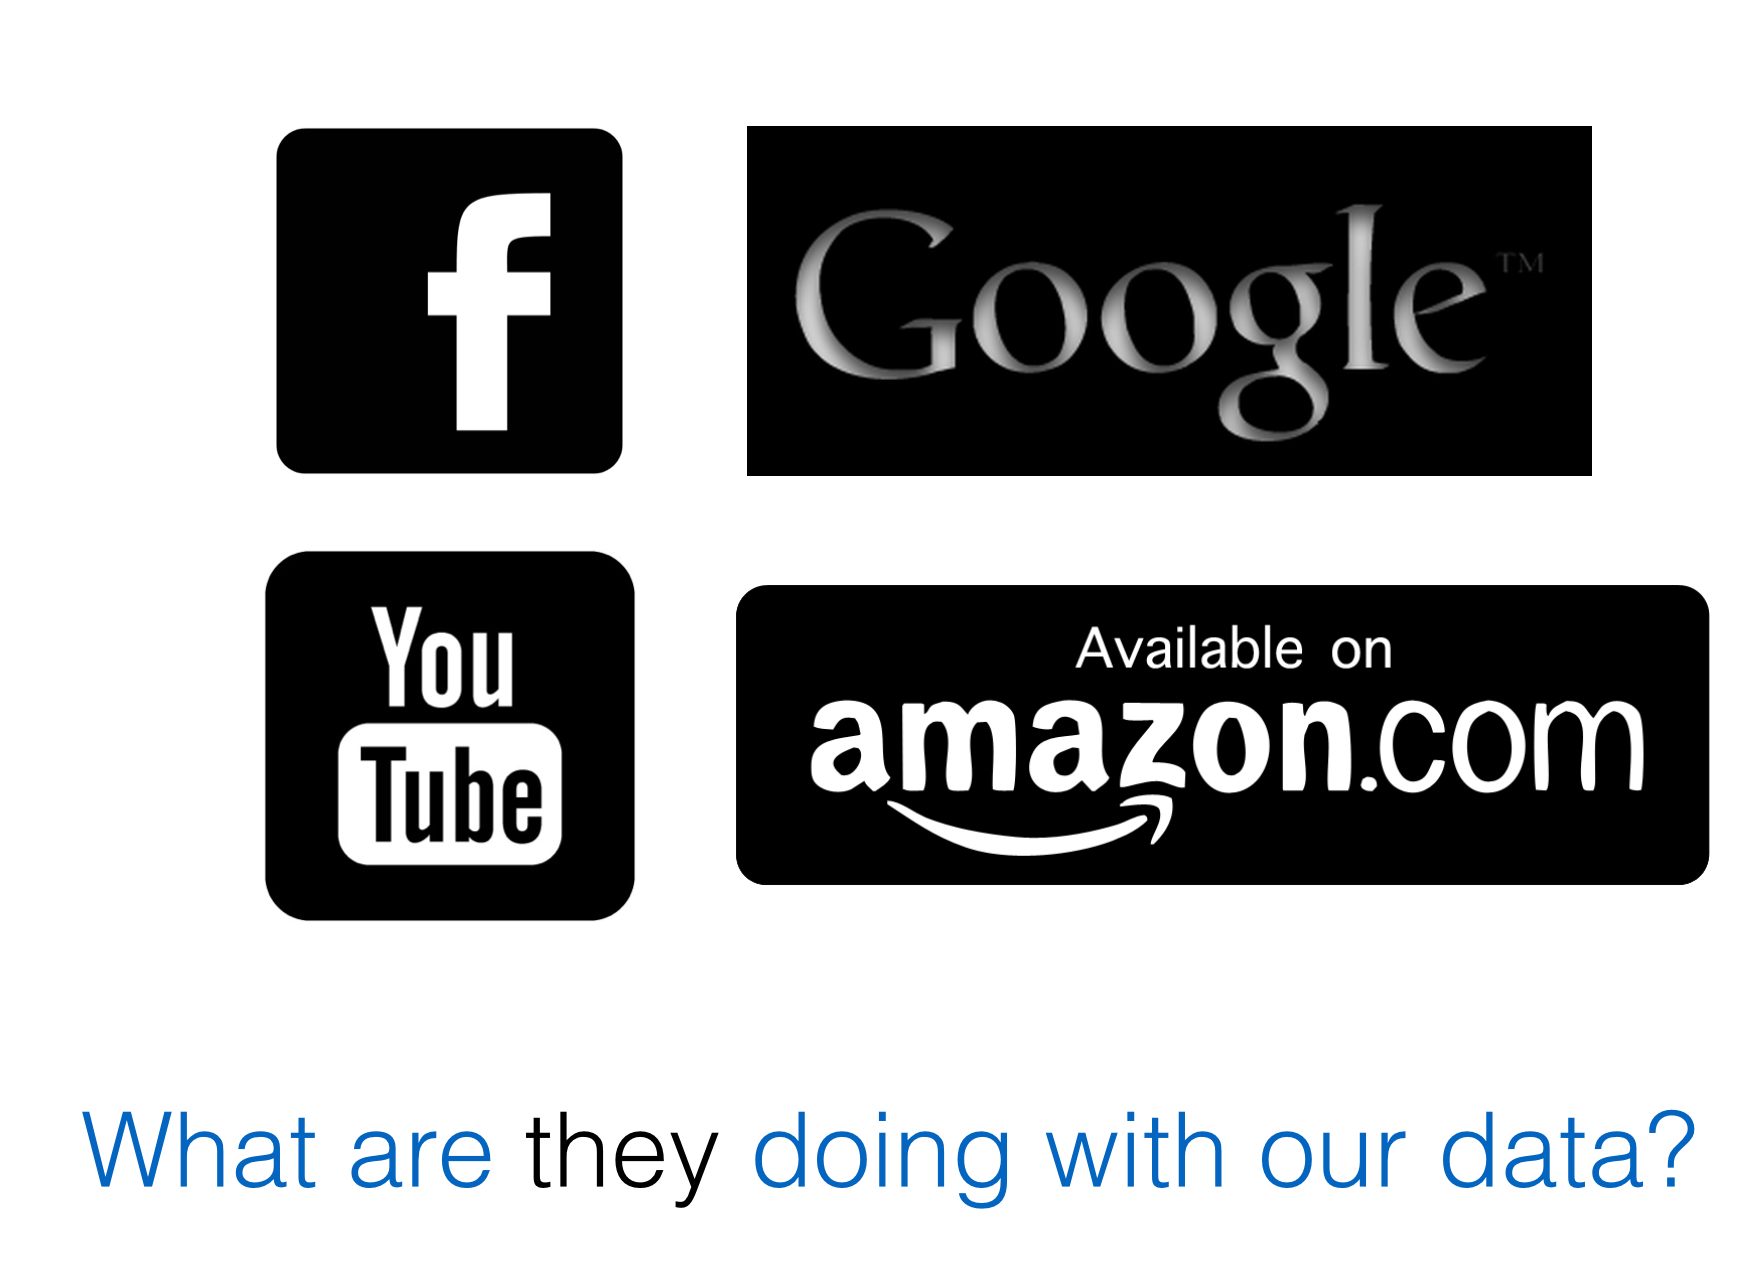 f
Google™
You
Tube
Available on
amazon.com
What are they doing with our data?